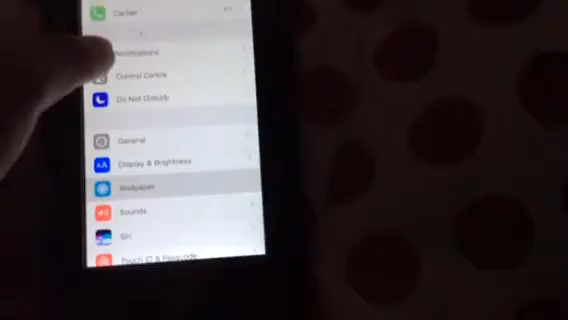 Carrier
Notifications
Control Centre
Do Not Disturb
General
Display & Brightness
Wallpaper
Sounds
Siri
Touch ID & Passcode